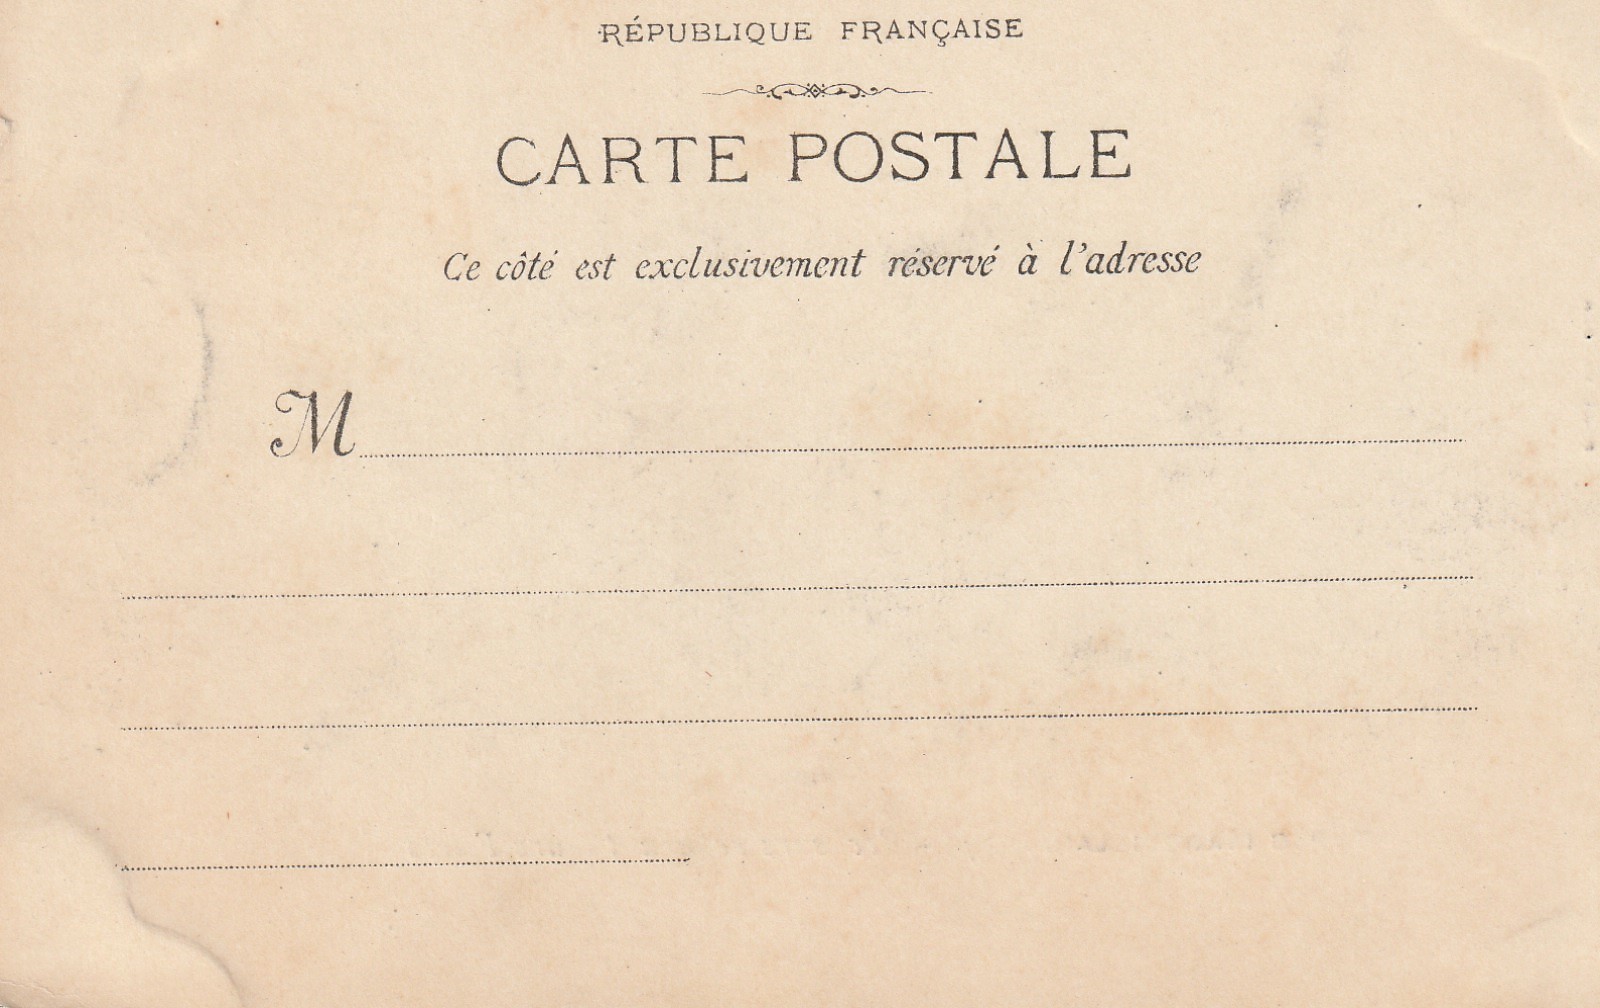 RÉPUBLIQUE FRANÇAISE
CARTE POSTALE
Ce côté est exclusivement réservé à l'adresse
M